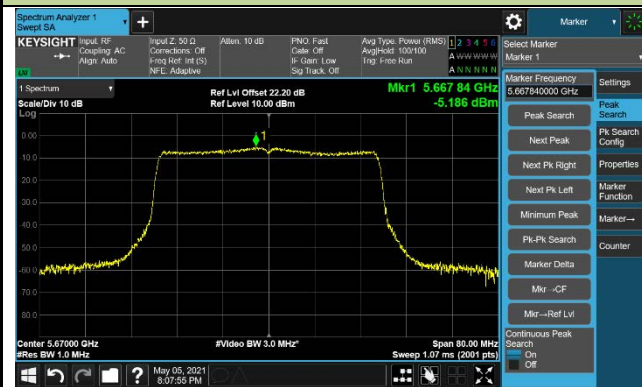 Spectrum Analyzer 1
Swept SA
+
Marker
KEYSIGHT
Input: RF
Coupling: AC
Align: Auto
Input Z: 50 Ω
Corrections: Off
Freq Ref: Int (S)
NFE: Adaptive
Atten: 10 dB
PNO: Fast
Gate: Off
IF Gain: Low
Sig Track: Off
Avg Type: Power (RMS)
Avg|Hold: 100/100
Trig: Free Run
1 2 3 4 5 6
A W W W W W
A N N N N N
LXI
Select Marker
Marker 1
1 Spectrum
Scale/Div 10 dB
Log
Ref Lvl Offset 22.20 dB
Ref Level 10.00 dBm
Mkr1 5.667 84 GHz
-5.186 dBm
1
0.00
-10.0
-20.0
-30.0
-40.0
-50.0
-60.0
-70.0
-80.0
Center 5.67000 GHz
#Res BW 1.0 MHz
#Video BW 3.0 MHz*
Span 80.00 MHz
Sweep 1.07 ms (2001 pts)
Marker Frequency
5.667840000 GHz
Peak Search
Next Peak
Next Pk Right
Next Pk Left
Minimum Peak
Pk-Pk Search
Marker Delta
Mkr→CF
Mkr→Ref Lvl
Continuous Peak
Search
On
Off
Settings
Peak
Search
Pk Search
Config
Properties
Marker
Function
Marker→
Counter
?
May 05, 2021
8:07:55 PM